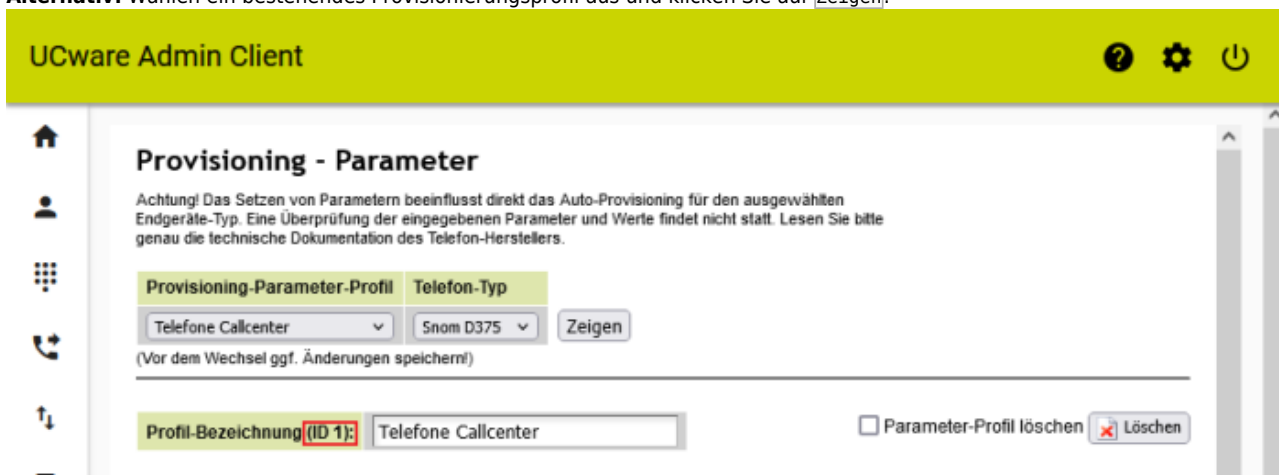 Alternativ: Wählen ein bestehendes Provisionierungsprofil aus und klicken Sie auf Zeigen.
UCware Admin Client
Provisioning - Parameter
Achtung! Das Setzen von Parametern beeinflusst direkt das Auto-Provisioning für den ausgewählten
Endgeräte-Typ. Eine Überprüfung der eingegebenen Parameter und Werte findet nicht statt. Lesen Sie bitte
genau die technische Dokumentation des Telefon-Herstellers.
Provisioning-Parameter-Profil Telefon-Typ
Telefone Callcenter Snom D375 Zeigen
(Vor dem Wechsel ggf. Änderungen speichern!)
Profil-Bezeichnung (ID 1): Telefone Callcenter Parameter-Profil löschen Löschen